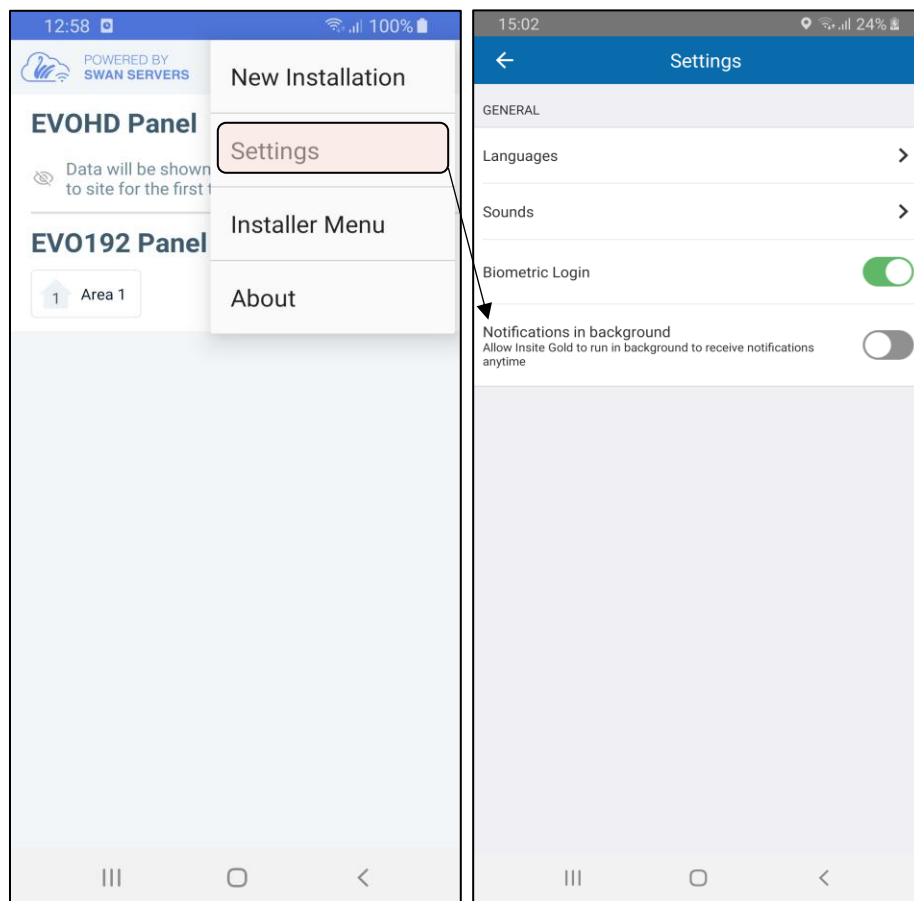 12:58
100%
POWERED BY
SWAN SERVERS
New Installation
EVOHD Panel
Settings
Data will be shown
to site for the first t
Installer Menu
EVO192 Panel
1 Area 1
About
15:02
24%
Settings
GENERAL
Languages
Sounds
Biometric Login
Notifications in background
Allow Insite Gold to run in background to receive notifications
anytime